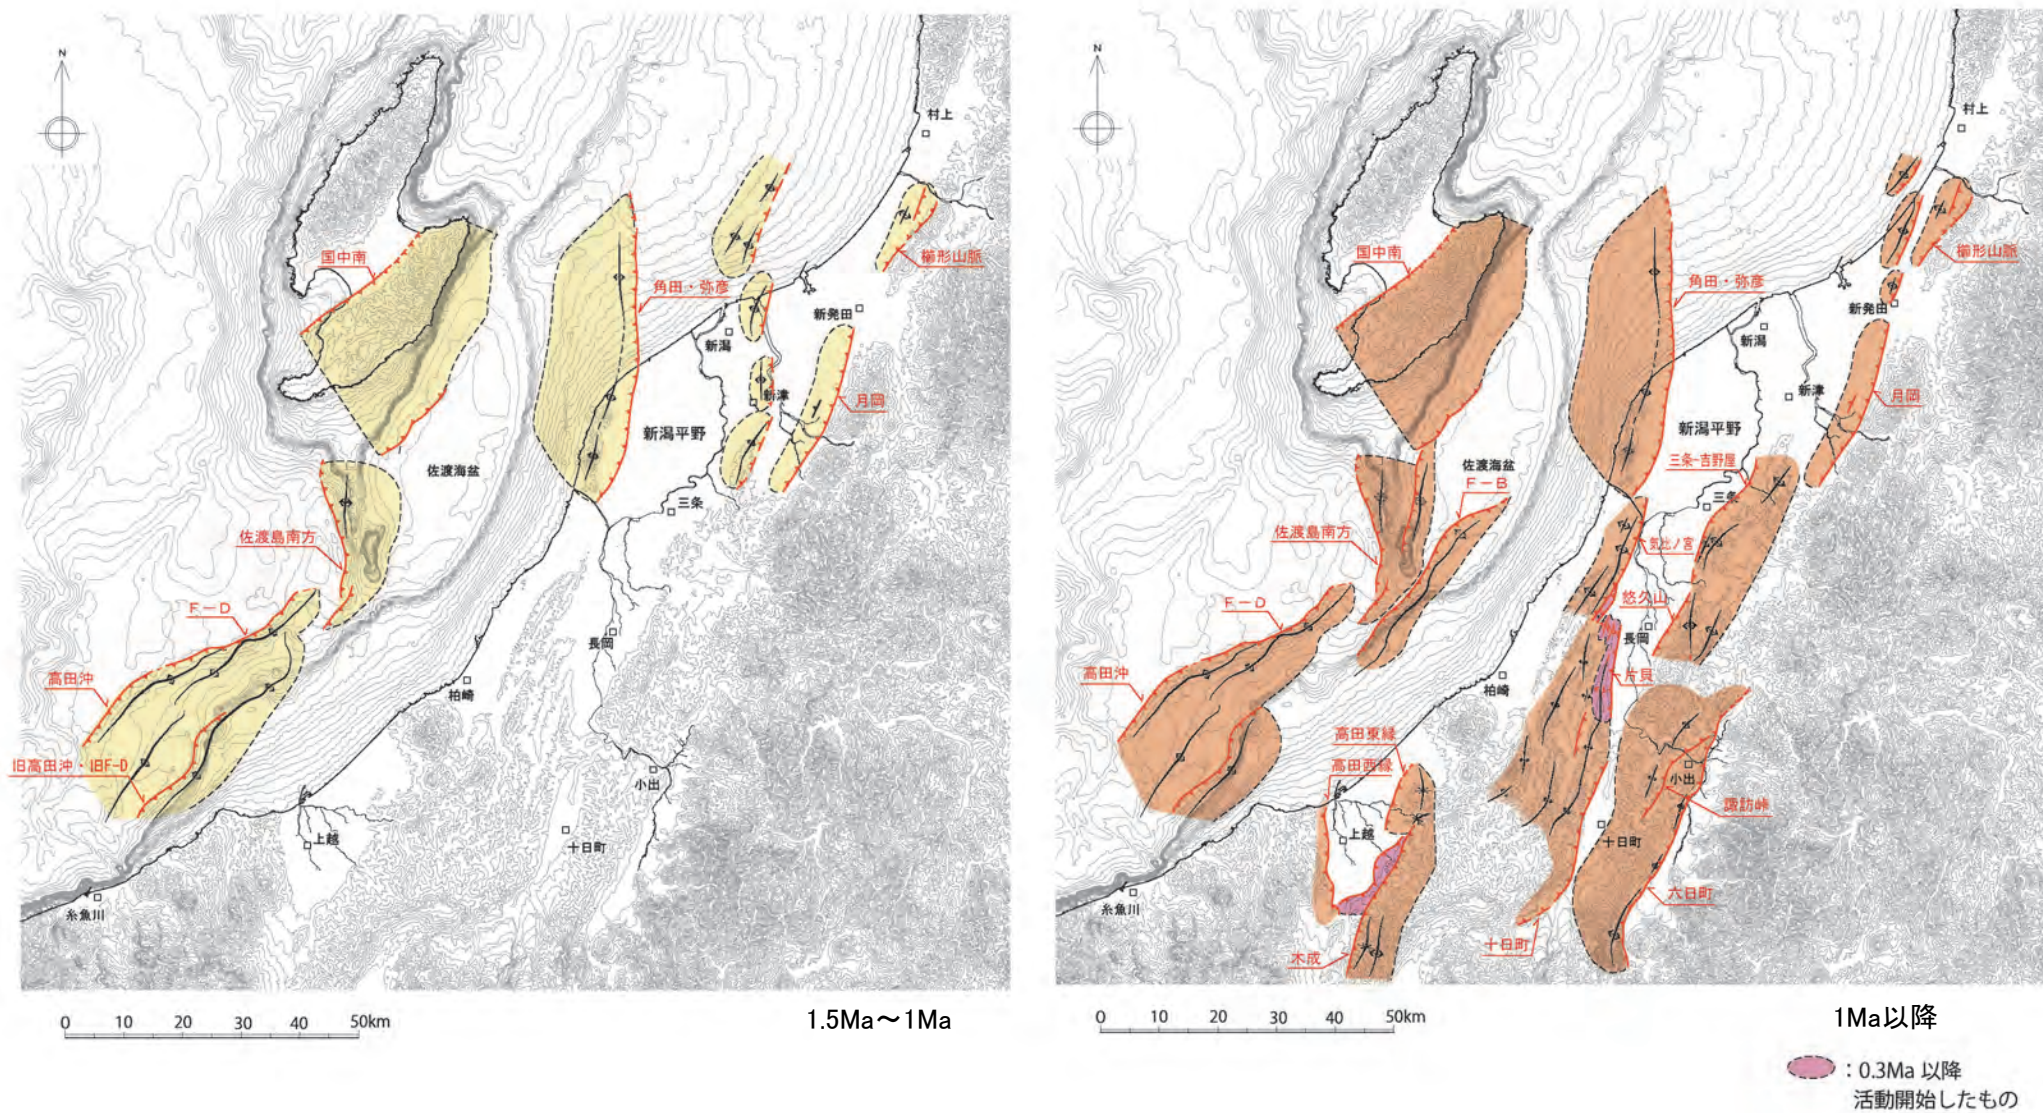 N
村上
国中南
櫛形山脈
角田・弥彦
新発田
新潟
新津
月岡
新潟平野
佐渡海盆
三条
佐渡島南方
F－D
長岡
高田沖
柏崎
旧高田沖・旧F-D
小出
上越
十日町
糸魚川
0 10 20 30 40 50km
1.5Ma～1Ma
N
村上
国中南
櫛形山脈
角田・弥彦
新発田
新潟
新津
月岡
新潟平野
三条−吉野屋
佐渡海盆
F－B
三条
佐渡島南方
気比ノ宮
悠久山
F－D
長岡
高田沖
柏崎
片貝
高田東縁
高田西縁
小出
諏訪峠
上越
十日町
六日町
糸魚川
十日町
木成
0 10 20 30 40 50km
1Ma以降
：0.3Ma 以降
活動開始したもの